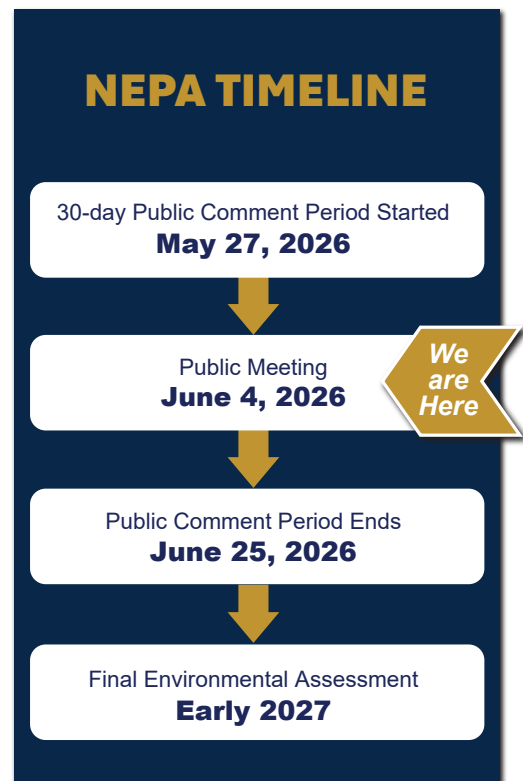 NEPA TIMELINE
30-day Public Comment Period Started
May 27, 2026
Public Meeting
June 4, 2026
We
are
Here
Public Comment Period Ends
June 25, 2026
Final Environmental Assessment
Early 2027